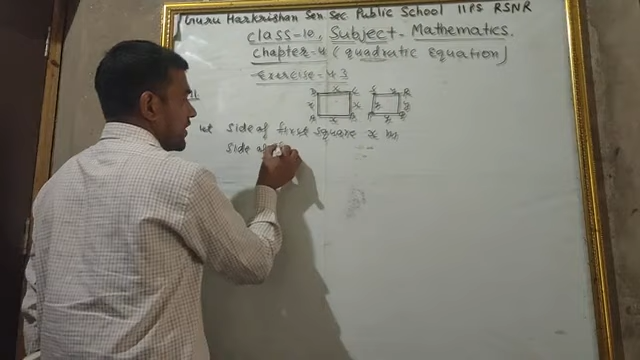 Guru Harkrishan Sen Sec Public School 11PS RSNR
Class-10, Subject - Mathematics.
Chapter-4 (quadratic Equation)
Exercise - 4.3
11.
D x C S y R
x x y y
A x B P y Q
let side of first square x m
side of